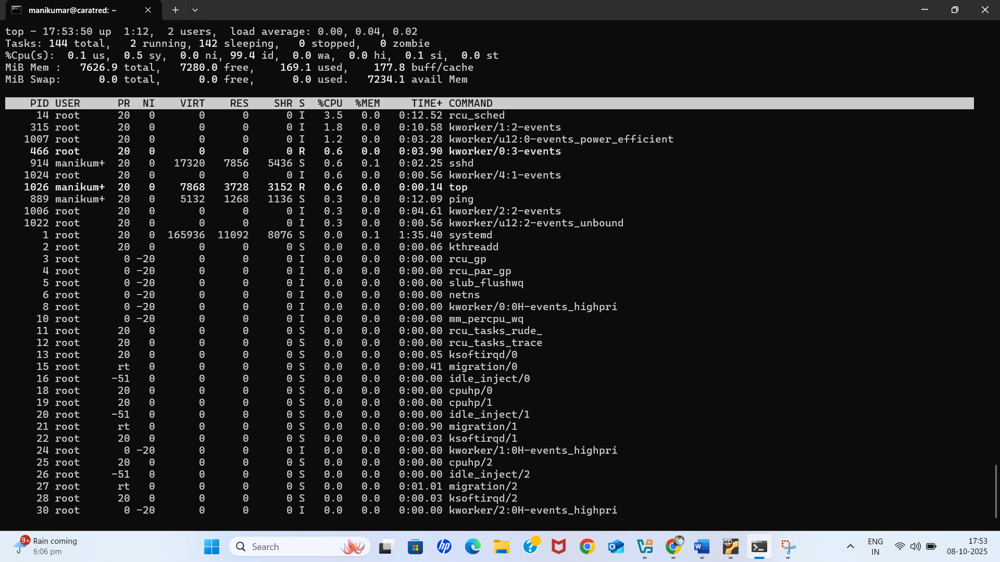 manikumar@caratred: ~
top - 17:53:50 up  1:12,  2 users,  load average: 0.00, 0.04, 0.02
Tasks: 144 total,   2 running, 142 sleeping,   0 stopped,   0 zombie
%Cpu(s):  0.1 us,  0.5 sy,  0.0 ni, 99.4 id,  0.0 wa,  0.0 hi,  0.1 si,  0.0 st
MiB Mem :   7626.9 total,   7280.0 free,    169.1 used,    177.8 buff/cache
MiB Swap:      0.0 total,      0.0 free,      0.0 used.   7234.1 avail Mem
PID USER      PR  NI    VIRT    RES    SHR S  %CPU  %MEM     TIME+ COMMAND
14 root      20   0       0      0      0 I   3.5   0.0   0:12.52 rcu_sched
315 root      20   0       0      0      0 I   1.8   0.0   0:10.58 kworker/1:2-events
1007 root      20   0       0      0      0 I   1.2   0.0   0:03.28 kworker/u12:0-events_power_efficient
466 root      20   0       0      0      0 R   0.6   0.0   0:03.90 kworker/0:3-events
914 manikum+  20   0   17320   7856   5436 S   0.6   0.1   0:02.25 sshd
1024 root      20   0       0      0      0 I   0.6   0.0   0:00.56 kworker/4:1-events
1026 manikum+  20   0    7868   3728   3152 R   0.6   0.0   0:00.14 top
889 manikum+  20   0    5132   1268   1136 S   0.3   0.0   0:12.09 ping
1006 root      20   0       0      0      0 I   0.3   0.0   0:04.61 kworker/2:2-events
1022 root      20   0       0      0      0 I   0.3   0.0   0:00.56 kworker/u12:2-events_unbound
1 root      20   0  165936  11092   8076 S   0.0   0.1   1:35.40 systemd
2 root      20   0       0      0      0 S   0.0   0.0   0:00.06 kthreadd
3 root       0 -20       0      0      0 I   0.0   0.0   0:00.00 rcu_gp
4 root       0 -20       0      0      0 I   0.0   0.0   0:00.00 rcu_par_gp
5 root       0 -20       0      0      0 I   0.0   0.0   0:00.00 slub_flushwq
6 root       0 -20       0      0      0 I   0.0   0.0   0:00.00 netns
8 root       0 -20       0      0      0 I   0.0   0.0   0:00.00 kworker/0:0H-events_highpri
10 root       0 -20       0      0      0 I   0.0   0.0   0:00.00 mm_percpu_wq
11 root      20   0       0      0      0 S   0.0   0.0   0:00.00 rcu_tasks_rude_
12 root      20   0       0      0      0 S   0.0   0.0   0:00.00 rcu_tasks_trace
13 root      20   0       0      0      0 S   0.0   0.0   0:00.05 ksoftirqd/0
15 root      rt   0       0      0      0 S   0.0   0.0   0:00.41 migration/0
16 root     -51   0       0      0      0 S   0.0   0.0   0:00.00 idle_inject/0
18 root      20   0       0      0      0 S   0.0   0.0   0:00.00 cpuhp/0
19 root      20   0       0      0      0 S   0.0   0.0   0:00.00 cpuhp/1
20 root     -51   0       0      0      0 S   0.0   0.0   0:00.00 idle_inject/1
21 root      rt   0       0      0      0 S   0.0   0.0   0:00.90 migration/1
22 root      20   0       0      0      0 S   0.0   0.0   0:00.03 ksoftirqd/1
24 root       0 -20       0      0      0 I   0.0   0.0   0:00.00 kworker/1:0H-events_highpri
25 root      20   0       0      0      0 S   0.0   0.0   0:00.00 cpuhp/2
26 root     -51   0       0      0      0 S   0.0   0.0   0:00.00 idle_inject/2
27 root      rt   0       0      0      0 S   0.0   0.0   0:01.01 migration/2
28 root      20   0       0      0      0 S   0.0   0.0   0:00.03 ksoftirqd/2
30 root       0 -20       0      0      0 I   0.0   0.0   0:00.00 kworker/2:0H-events_highpri
9+ Rain coming
6:06 pm
Search
hp
W
x64
ENG
IN
17:53
08-10-2025